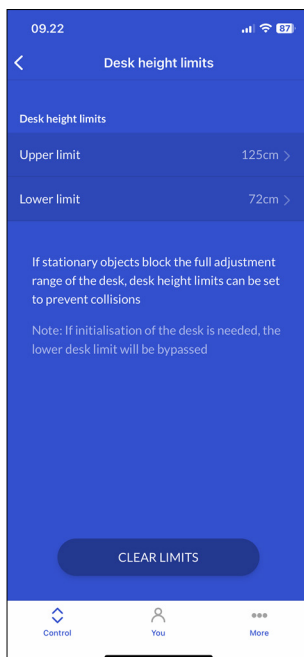 09.22 87
Desk height limits
Desk height limits
Upper limit 125cm
Lower limit 72cm
If stationary objects block the full adjustment
range of the desk, desk height limits can be set
to prevent collisions
Note: If initialisation of the desk is needed, the
lower desk limit will be bypassed
CLEAR LIMITS
Control You More